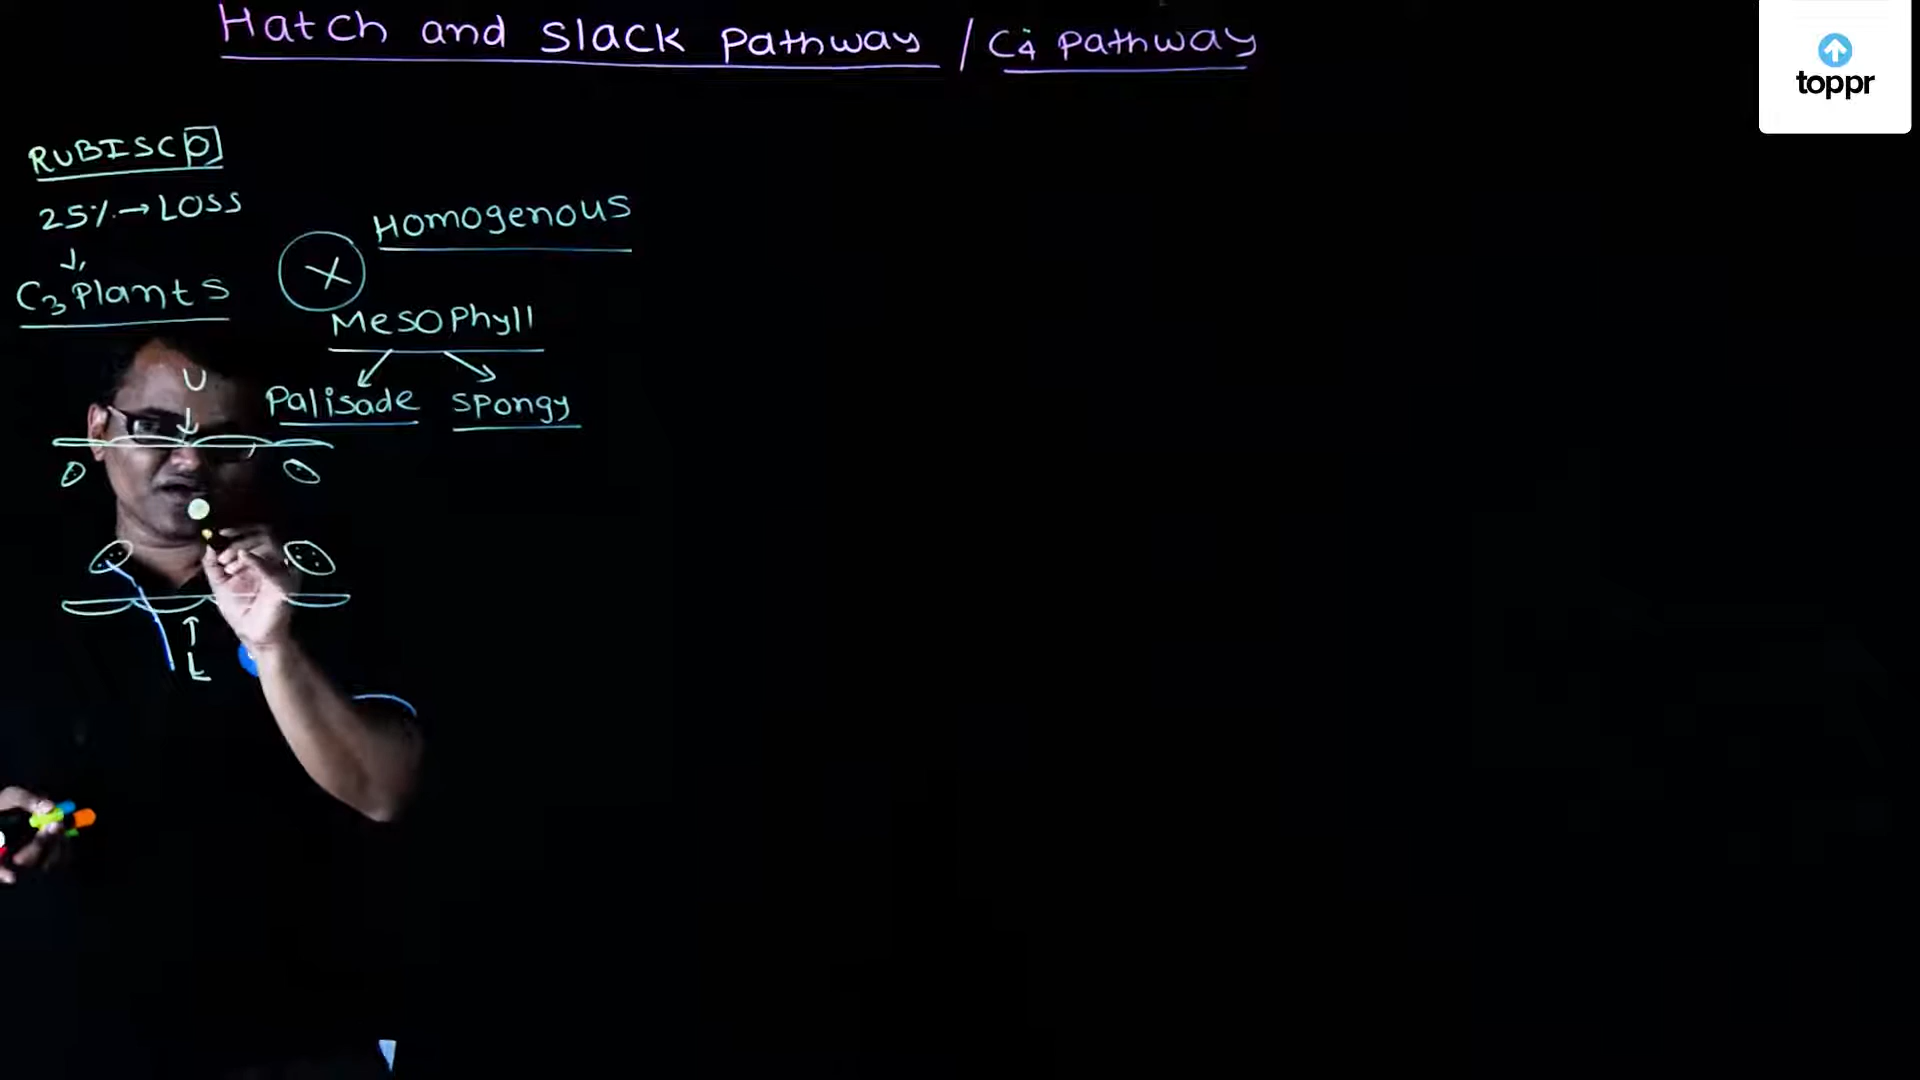 Hatch and Slack Pathway / C4 Pathway
toppr
RUBISCO
25% → LOSS
C3 Plants
Homogenous
X
Mesophyll
Palisade Spongy
U
L